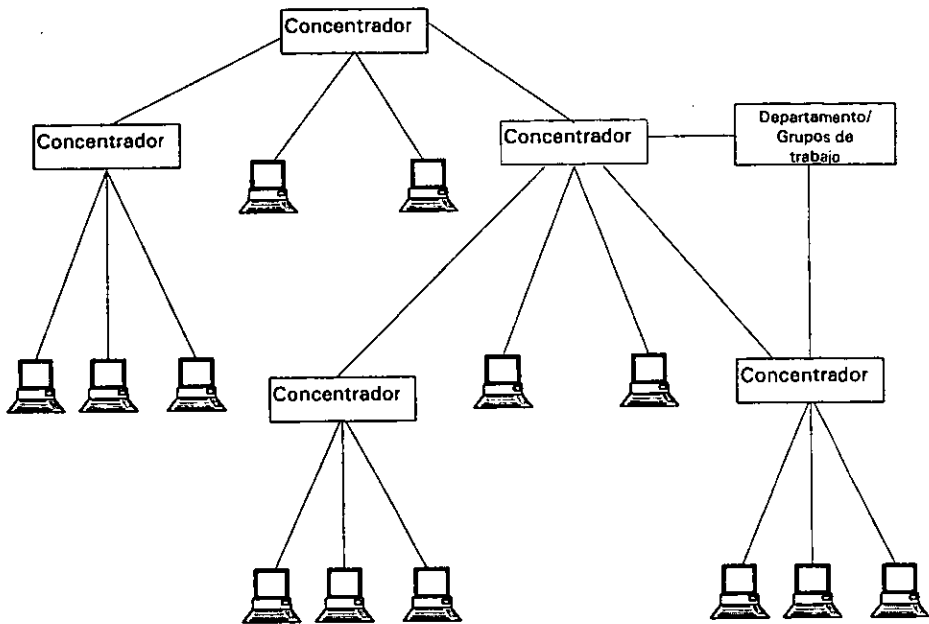 Concentrador
Concentrador
Concentrador
Departamento/
Grupos de
trabajo
Concentrador
Concentrador